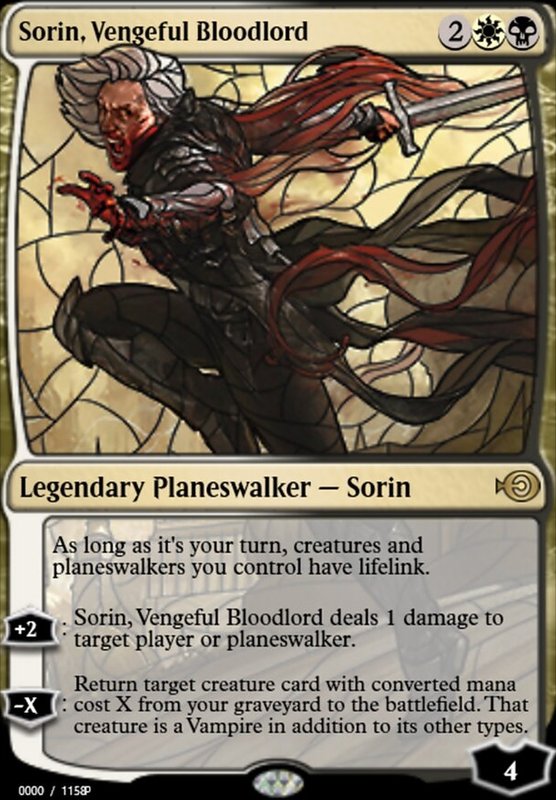 Sorin, Vengeful Bloodlord 2
Legendary Planeswalker — Sorin
As long as it's your turn, creatures and
planeswalkers you control have lifelink.
+2 : Sorin, Vengeful Bloodlord deals 1 damage to
target player or planeswalker.
Return target creature card with converted mana
-X : cost X from your graveyard to the battlefield. That
creature is a Vampire in addition to its other types.
4
0000 / 1158P